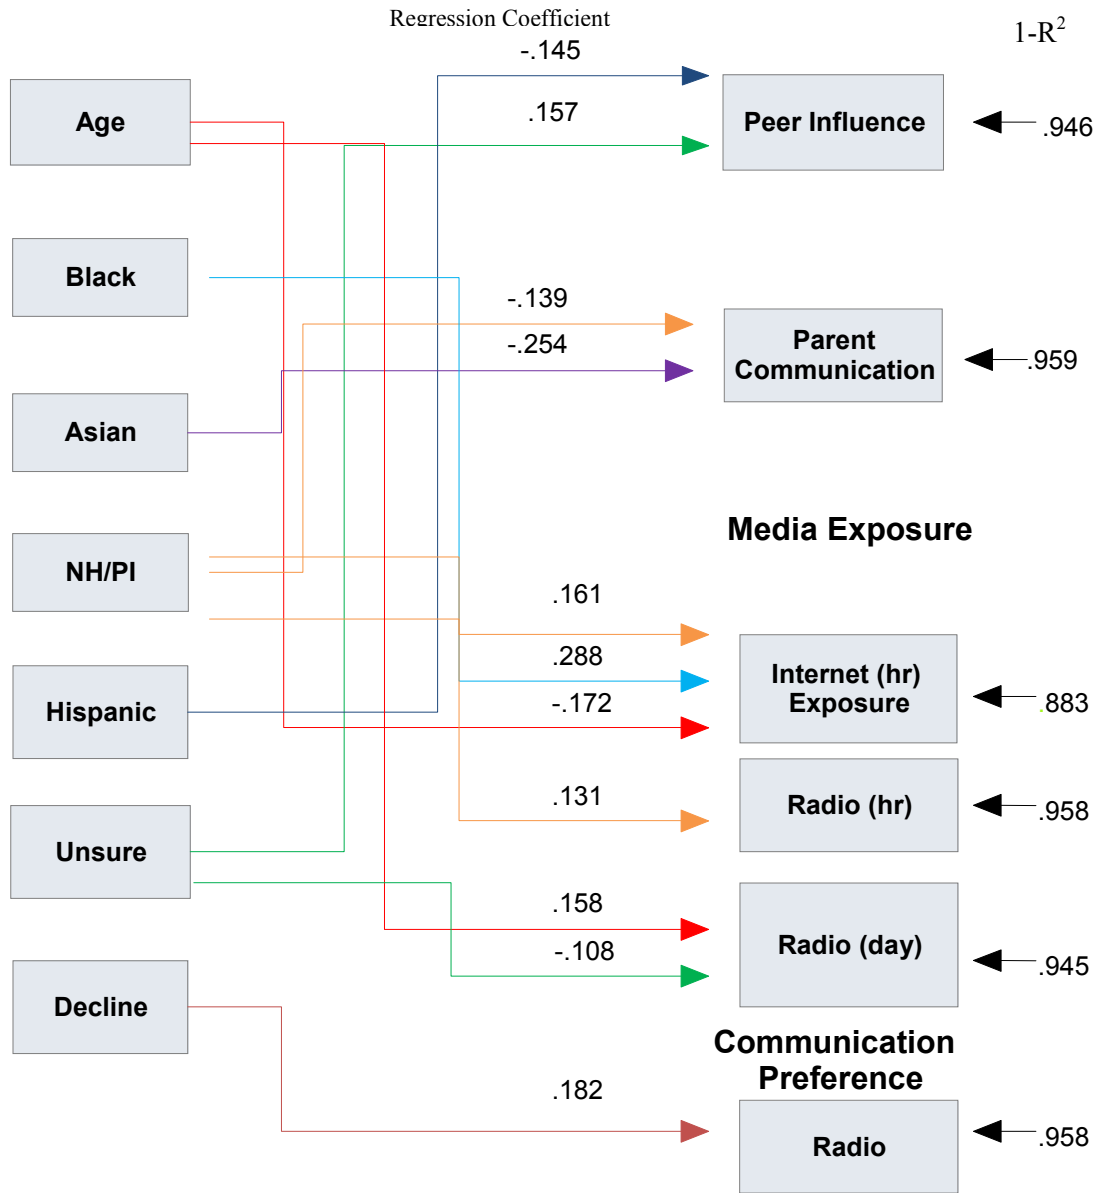 Regression Coefficient
1-R²
-.145
Age
Peer Influence
.157
.946
Black
-.139
Parent
Communication
-.254
.959
Asian
Media Exposure
NH/PI
.161
Internet (hr)
Exposure
.288
-.172
.883
Hispanic
.131
Radio (hr)
.958
Unsure
.158
Radio (day)
-.108
.945
Decline
Communication
Preference
.182
Radio
.958